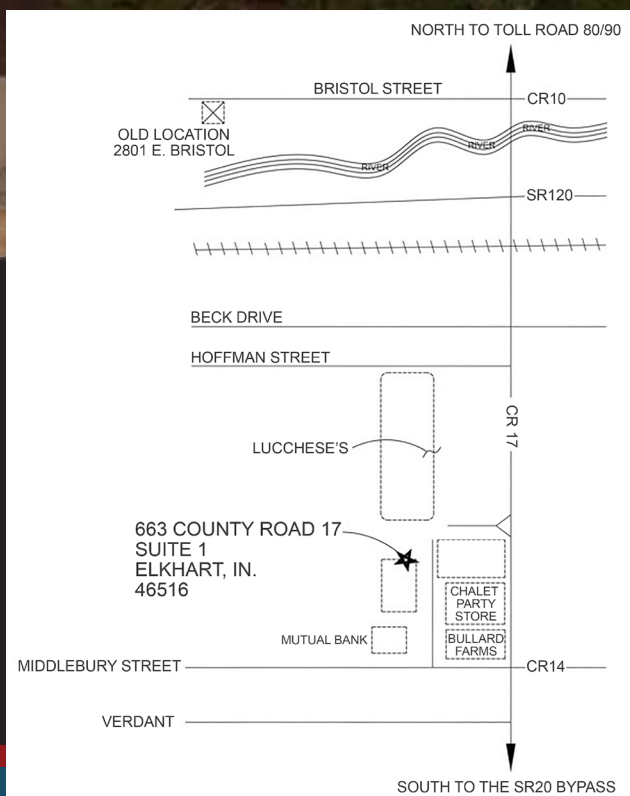 NORTH TO TOLL ROAD 80/90
BRISTOL STREET
CR10
OLD LOCATION
2801 E. BRISTOL
RIVER
RIVER
RIVER
SR120
BECK DRIVE
HOFFMAN STREET
CR 17
LUCCHESE'S
663 COUNTY ROAD 17
SUITE 1
ELKHART, IN.
46516
CHALET
PARTY
STORE
MUTUAL BANK
BULLARD
FARMS
MIDDLEBURY STREET
CR14
VERDANT
SOUTH TO THE SR20 BYPASS